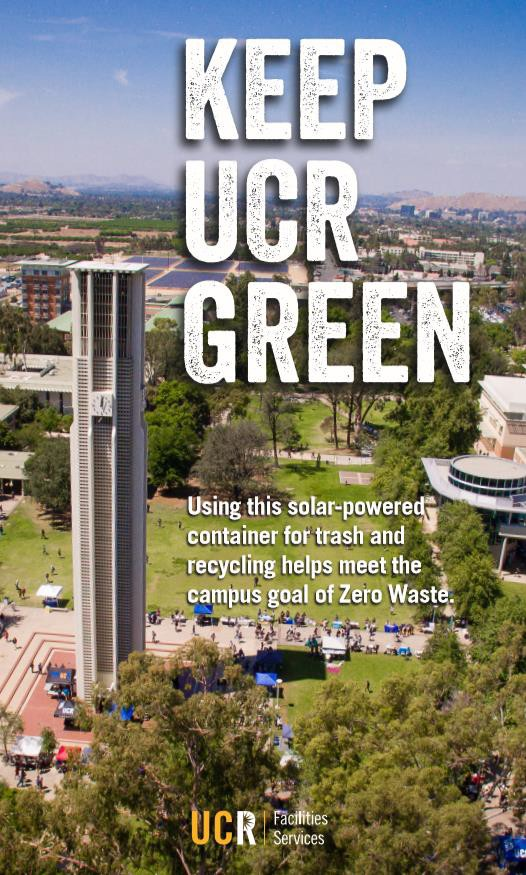 KEEP
UCR
GREEN
Using this solar-powered
container for trash and
recycling helps meet the
campus goal of Zero Waste.
UCR Facilities
Services